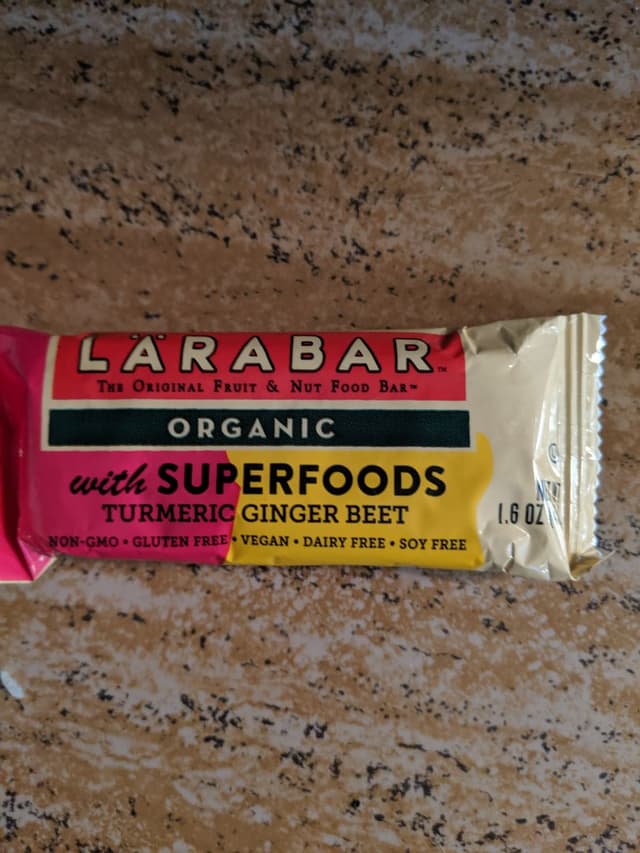 LÄRABAR™
THE ORIGINAL FRUIT & NUT FOOD BAR™
ORGANIC
with SUPERFOODS
TURMERIC GINGER BEET
NON-GMO • GLUTEN FREE • VEGAN • DAIRY FREE • SOY FREE
1.6 OZ